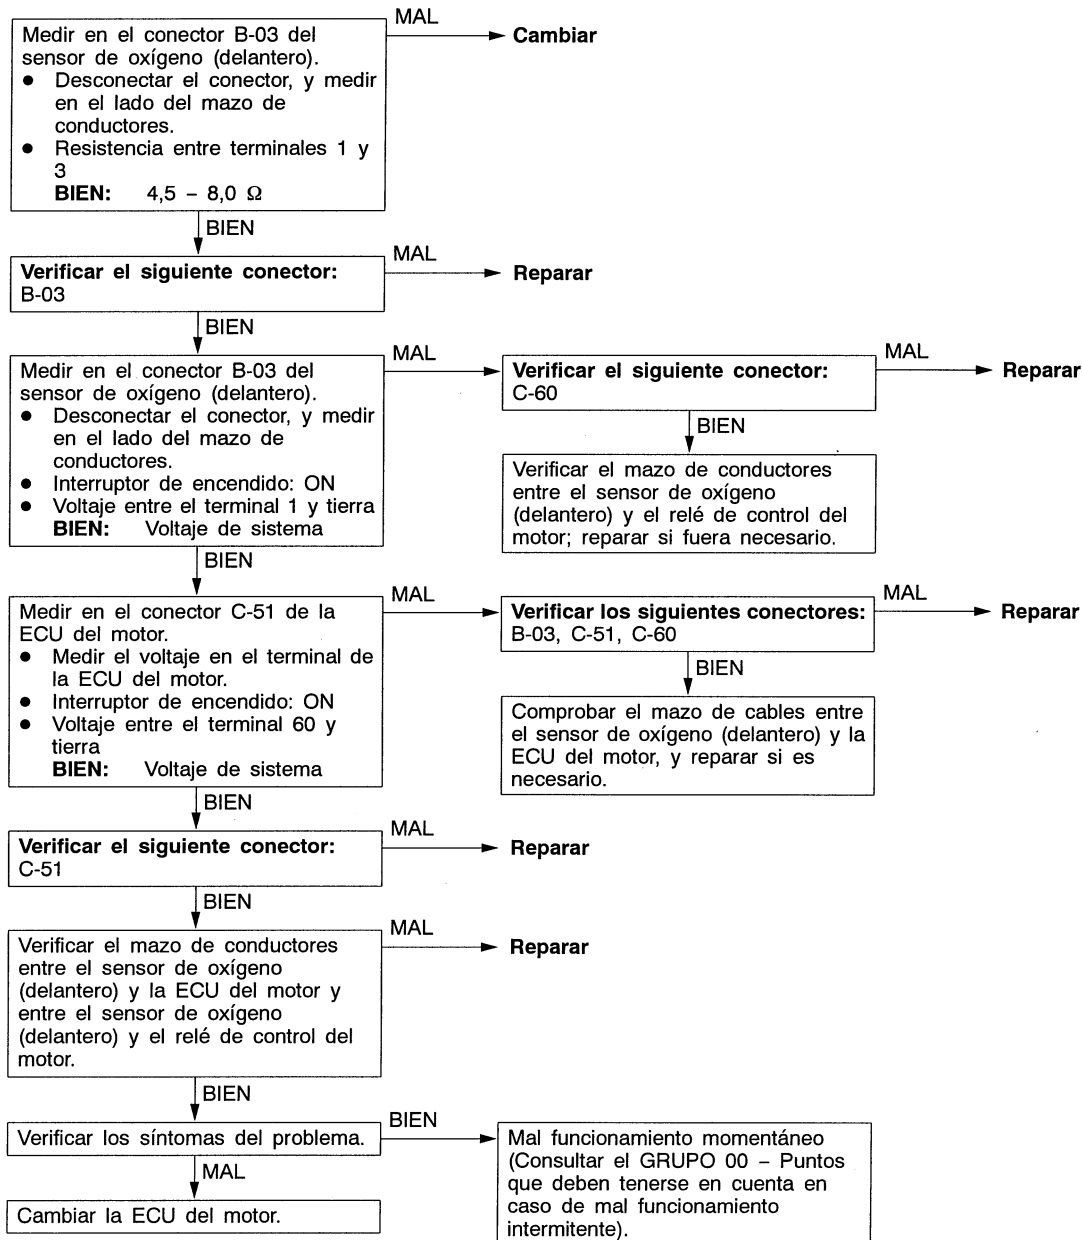 MAL
Medir en el conector B-03 del
sensor de oxígeno (delantero).
● Desconectar el conector, y medir
en el lado del mazo de
conductores.
● Resistencia entre terminales 1 y
3
BIEN: 4,5 – 8,0 Ω
Cambiar
BIEN
Verificar el siguiente conector:
B-03
MAL
Reparar
BIEN
Medir en el conector B-03 del
sensor de oxígeno (delantero).
● Desconectar el conector, y medir
en el lado del mazo de
conductores.
● Interruptor de encendido: ON
● Voltaje entre el terminal 1 y tierra
BIEN: Voltaje de sistema
MAL
Verificar el siguiente conector:
C-60
MAL
Reparar
BIEN
Verificar el mazo de conductores
entre el sensor de oxígeno
(delantero) y el relé de control del
motor; reparar si fuera necesario.
BIEN
Medir en el conector C-51 de la
ECU del motor.
● Medir el voltaje en el terminal de
la ECU del motor.
● Interruptor de encendido: ON
● Voltaje entre el terminal 60 y
tierra
BIEN: Voltaje de sistema
MAL
Verificar los siguientes conectores:
B-03, C-51, C-60
MAL
Reparar
BIEN
Comprobar el mazo de cables entre
el sensor de oxígeno (delantero) y la
ECU del motor, y reparar si es
necesario.
BIEN
Verificar el siguiente conector:
C-51
MAL
Reparar
BIEN
Verificar el mazo de conductores
entre el sensor de oxígeno
(delantero) y la ECU del motor y
entre el sensor de oxígeno
(delantero) y el relé de control del
motor.
MAL
Reparar
BIEN
Verificar los síntomas del problema.
BIEN
Mal funcionamiento momentáneo
(Consultar el GRUPO 00 – Puntos
que deben tenerse en cuenta en
caso de mal funcionamiento
intermitente).
MAL
Cambiar la ECU del motor.